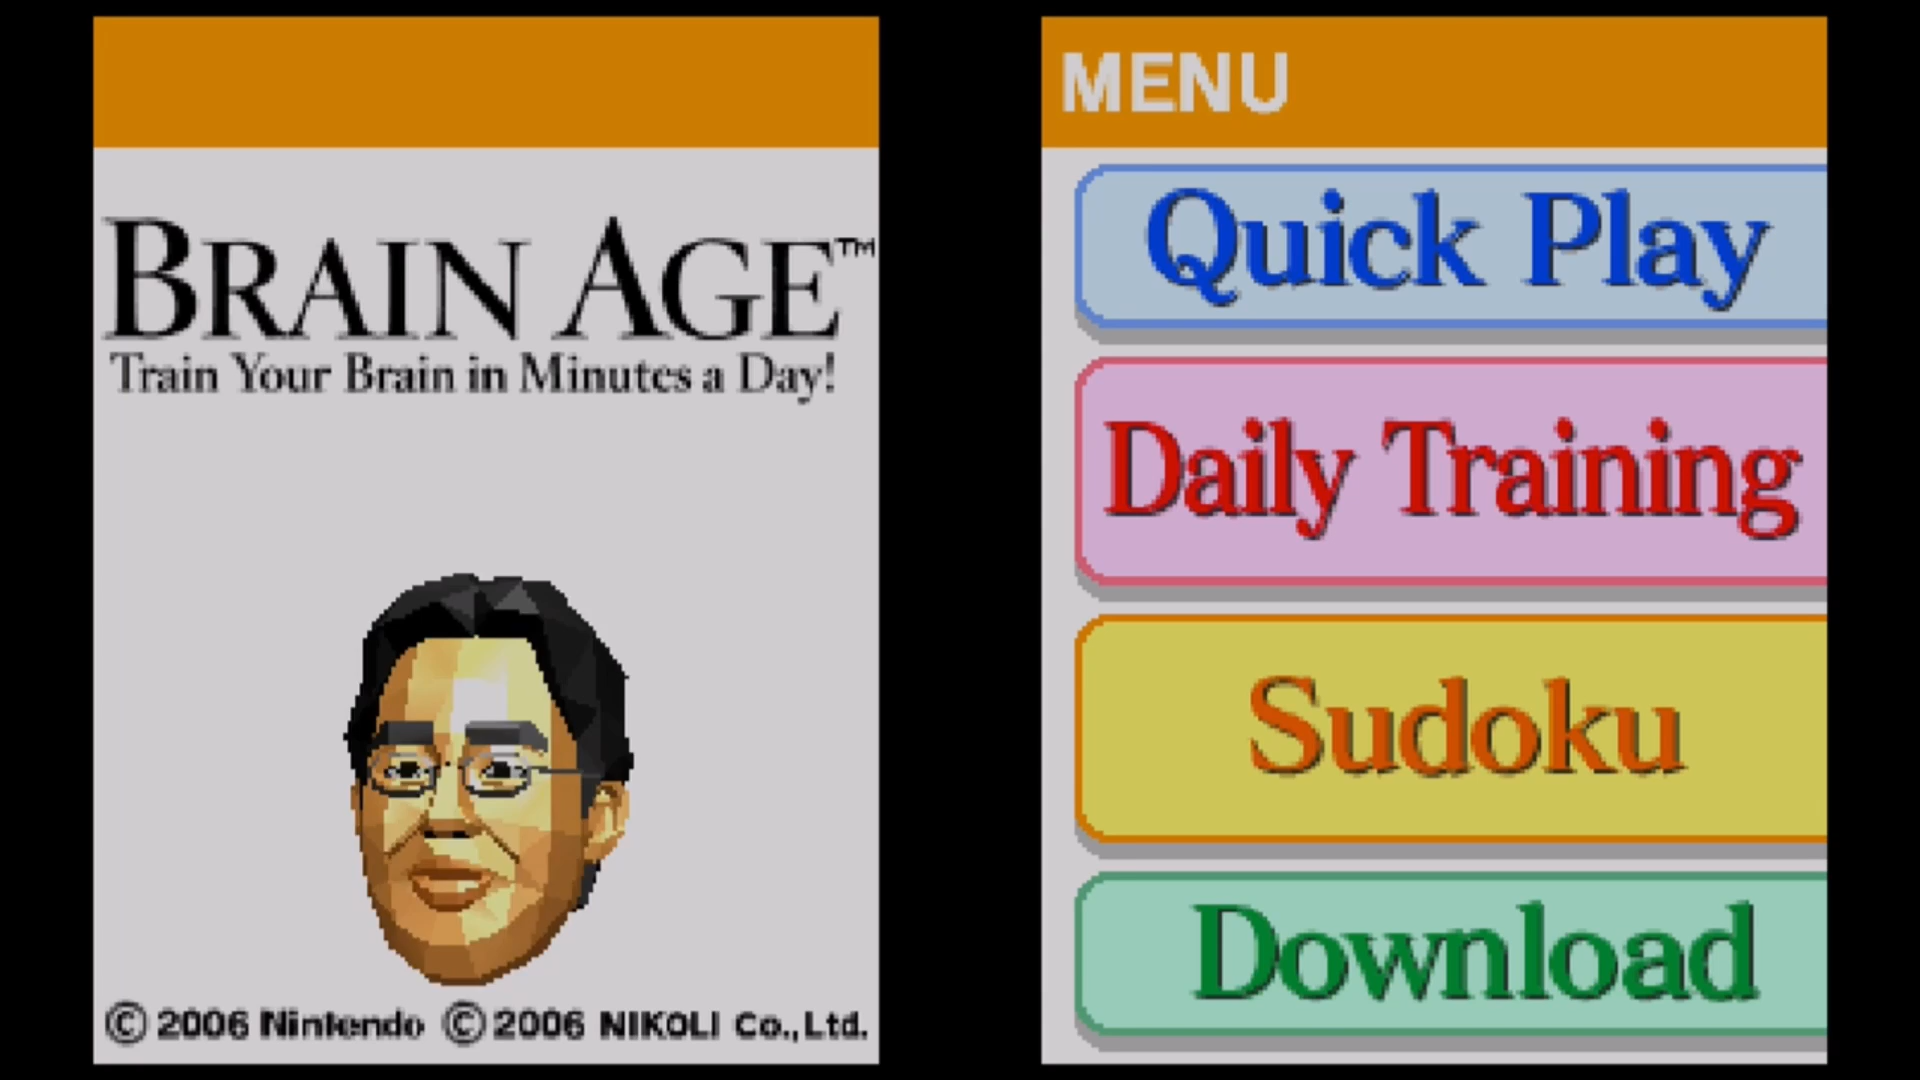 BRAIN AGE™
Train Your Brain in Minutes a Day!
© 2006 Nintendo © 2006 NIKOLI Co.,Ltd.
MENU
Quick Play
Daily Training
Sudoku
Download